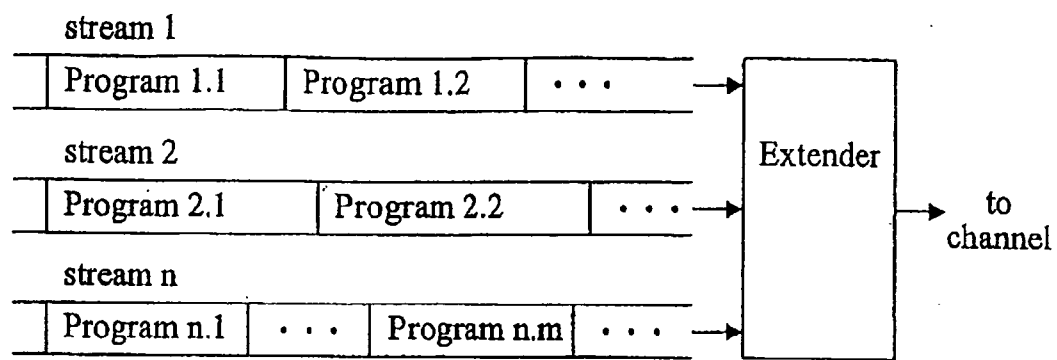 stream 1
Program 1.1 Program 1.2 • • •
stream 2
Program 2.1 Program 2.2 • • •
stream n
Program n.1 • • • Program n.m • • •
Extender
to
channel